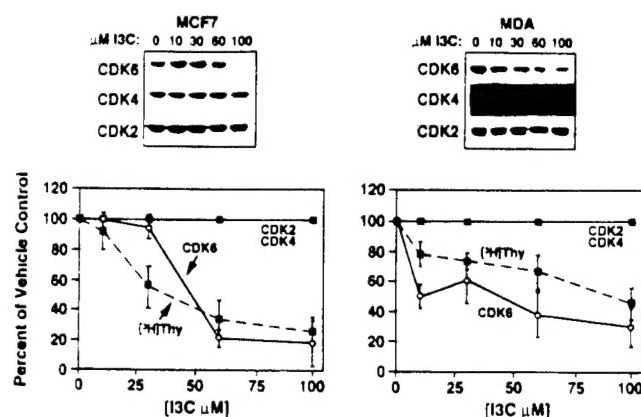 MCF7
µM I3C: 0 10 30 60 100
CDK6
CDK4
CDK2
MDA
µM I3C: 0 10 30 60 100
CDK6
CDK4
CDK2
Percent of Vehicle Control
120
100
80
60
40
20
0
CDK2
CDK4
CDK6
[³H]Thy
0 25 50 75 100
[I3C µM]
120
100
80
60
40
20
0
CDK2
CDK4
[³H]Thy
CDK6
0 25 50 75 100
[I3C µM]